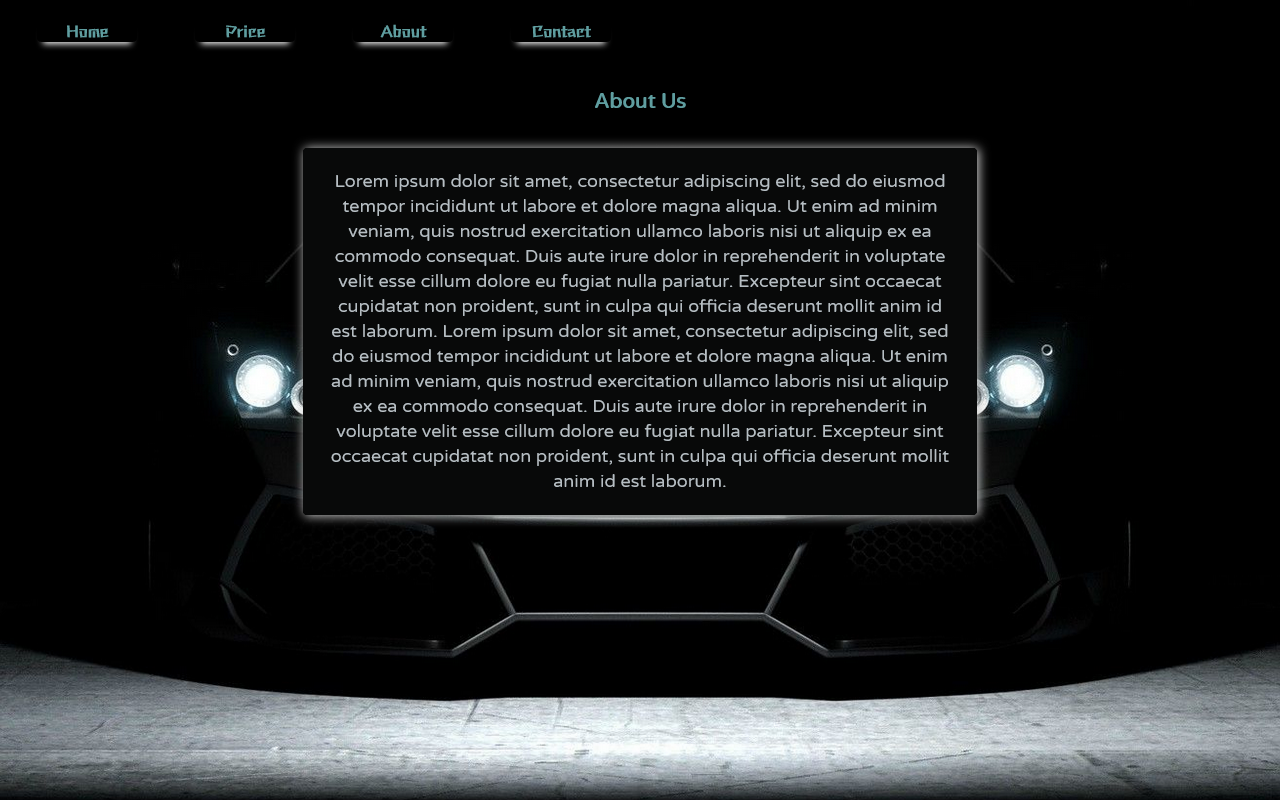 Home
Price
About
Contact
About Us
Lorem ipsum dolor sit amet, consectetur adipiscing elit, sed do eiusmod
tempor incididunt ut labore et dolore magna aliqua. Ut enim ad minim
veniam, quis nostrud exercitation ullamco laboris nisi ut aliquip ex ea
commodo consequat. Duis aute irure dolor in reprehenderit in voluptate
velit esse cillum dolore eu fugiat nulla pariatur. Excepteur sint occaecat
cupidatat non proident, sunt in culpa qui officia deserunt mollit anim id
est laborum. Lorem ipsum dolor sit amet, consectetur adipiscing elit, sed
do eiusmod tempor incididunt ut labore et dolore magna aliqua. Ut enim
ad minim veniam, quis nostrud exercitation ullamco laboris nisi ut aliquip
ex ea commodo consequat. Duis aute irure dolor in reprehenderit in
voluptate velit esse cillum dolore eu fugiat nulla pariatur. Excepteur sint
occaecat cupidatat non proident, sunt in culpa qui officia deserunt mollit
anim id est laborum.